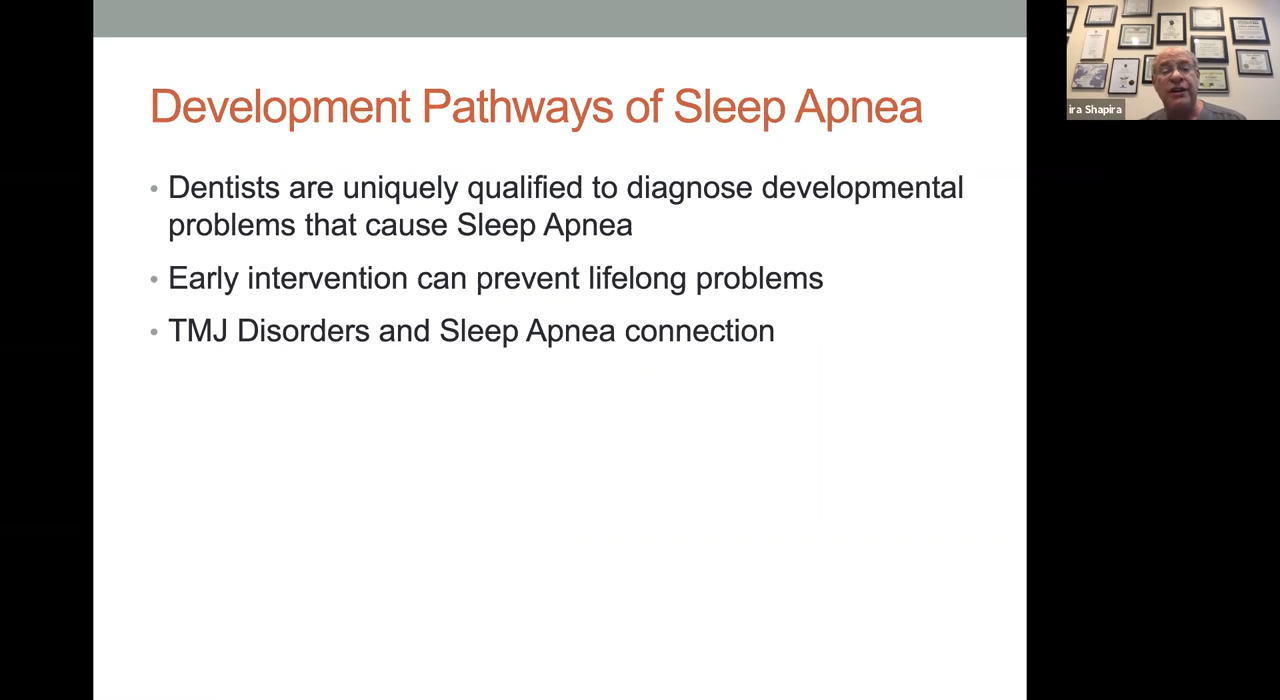 Development Pathways of Sleep Apnea
• Dentists are uniquely qualified to diagnose developmental
problems that cause Sleep Apnea
• Early intervention can prevent lifelong problems
• TMJ Disorders and Sleep Apnea connection
ira Shapira